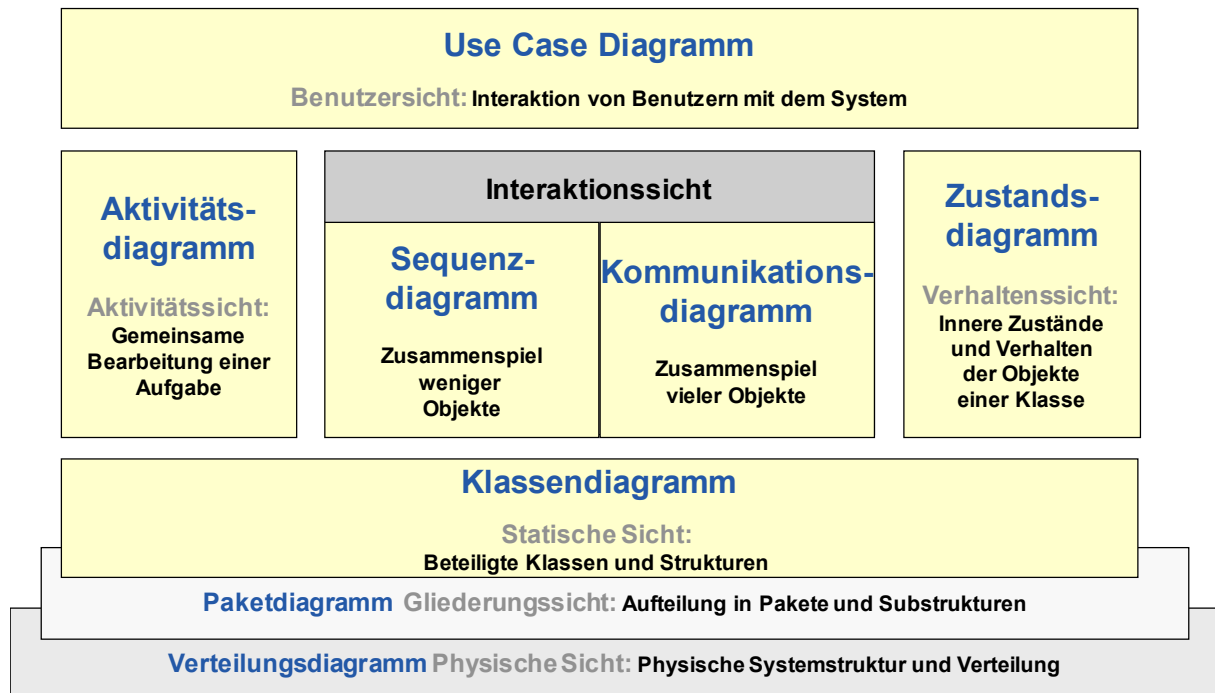 Use Case Diagramm
Benutzersicht: Interaktion von Benutzern mit dem System
Aktivitäts-
diagramm
Aktivitätssicht:
Gemeinsame
Bearbeitung einer
Aufgabe
Interaktionssicht
Sequenz-
diagramm
Zusammenspiel
weniger
Objekte
Kommunikations-
diagramm
Zusammenspiel
vieler Objekte
Zustands-
diagramm
Verhaltenssicht:
Innere Zustände
und Verhalten
der Objekte
einer Klasse
Klassendiagramm
Statische Sicht:
Beteiligte Klassen und Strukturen
Paketdiagramm Gliederungssicht: Aufteilung in Pakete und Substrukturen
Verteilungsdiagramm Physische Sicht: Physische Systemstruktur und Verteilung